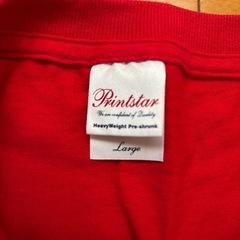 Printstar
We are confident of Quality
HeavyWeight Pre-shrunk
Large